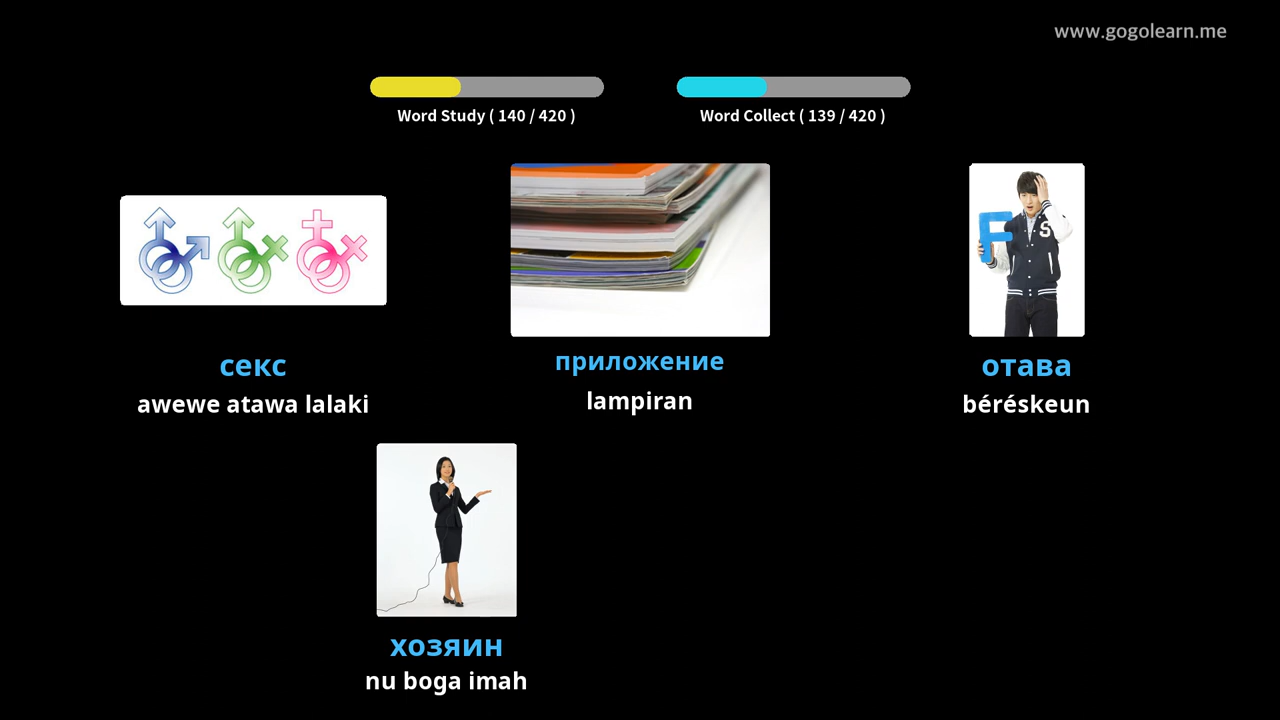 www.gogolearn.me
Word Study ( 140 / 420 )
Word Collect ( 139 / 420 )
F
S
секс
awewe atawa lalaki
приложение
lampiran
отава
béréskeun
хозяин
nu boga imah